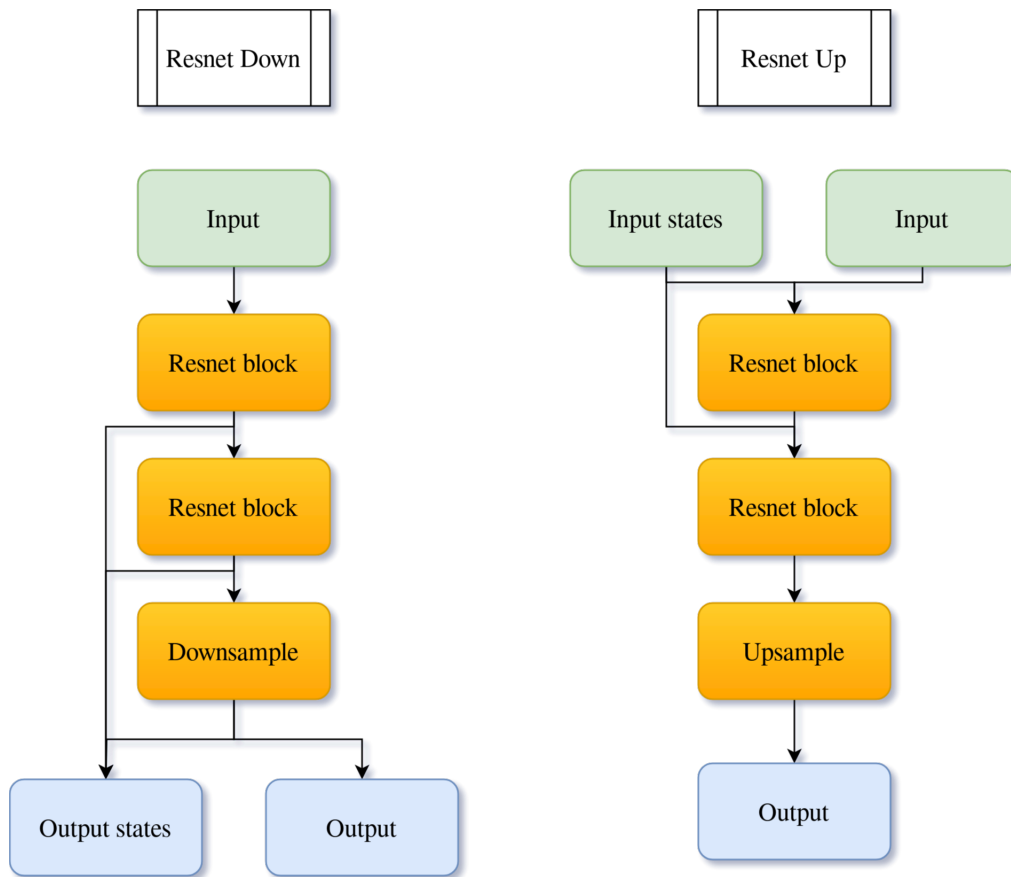 Resnet Down
Resnet Up
Input
Input states
Input
Resnet block
Resnet block
Resnet block
Resnet block
Downsample
Upsample
Output states
Output
Output